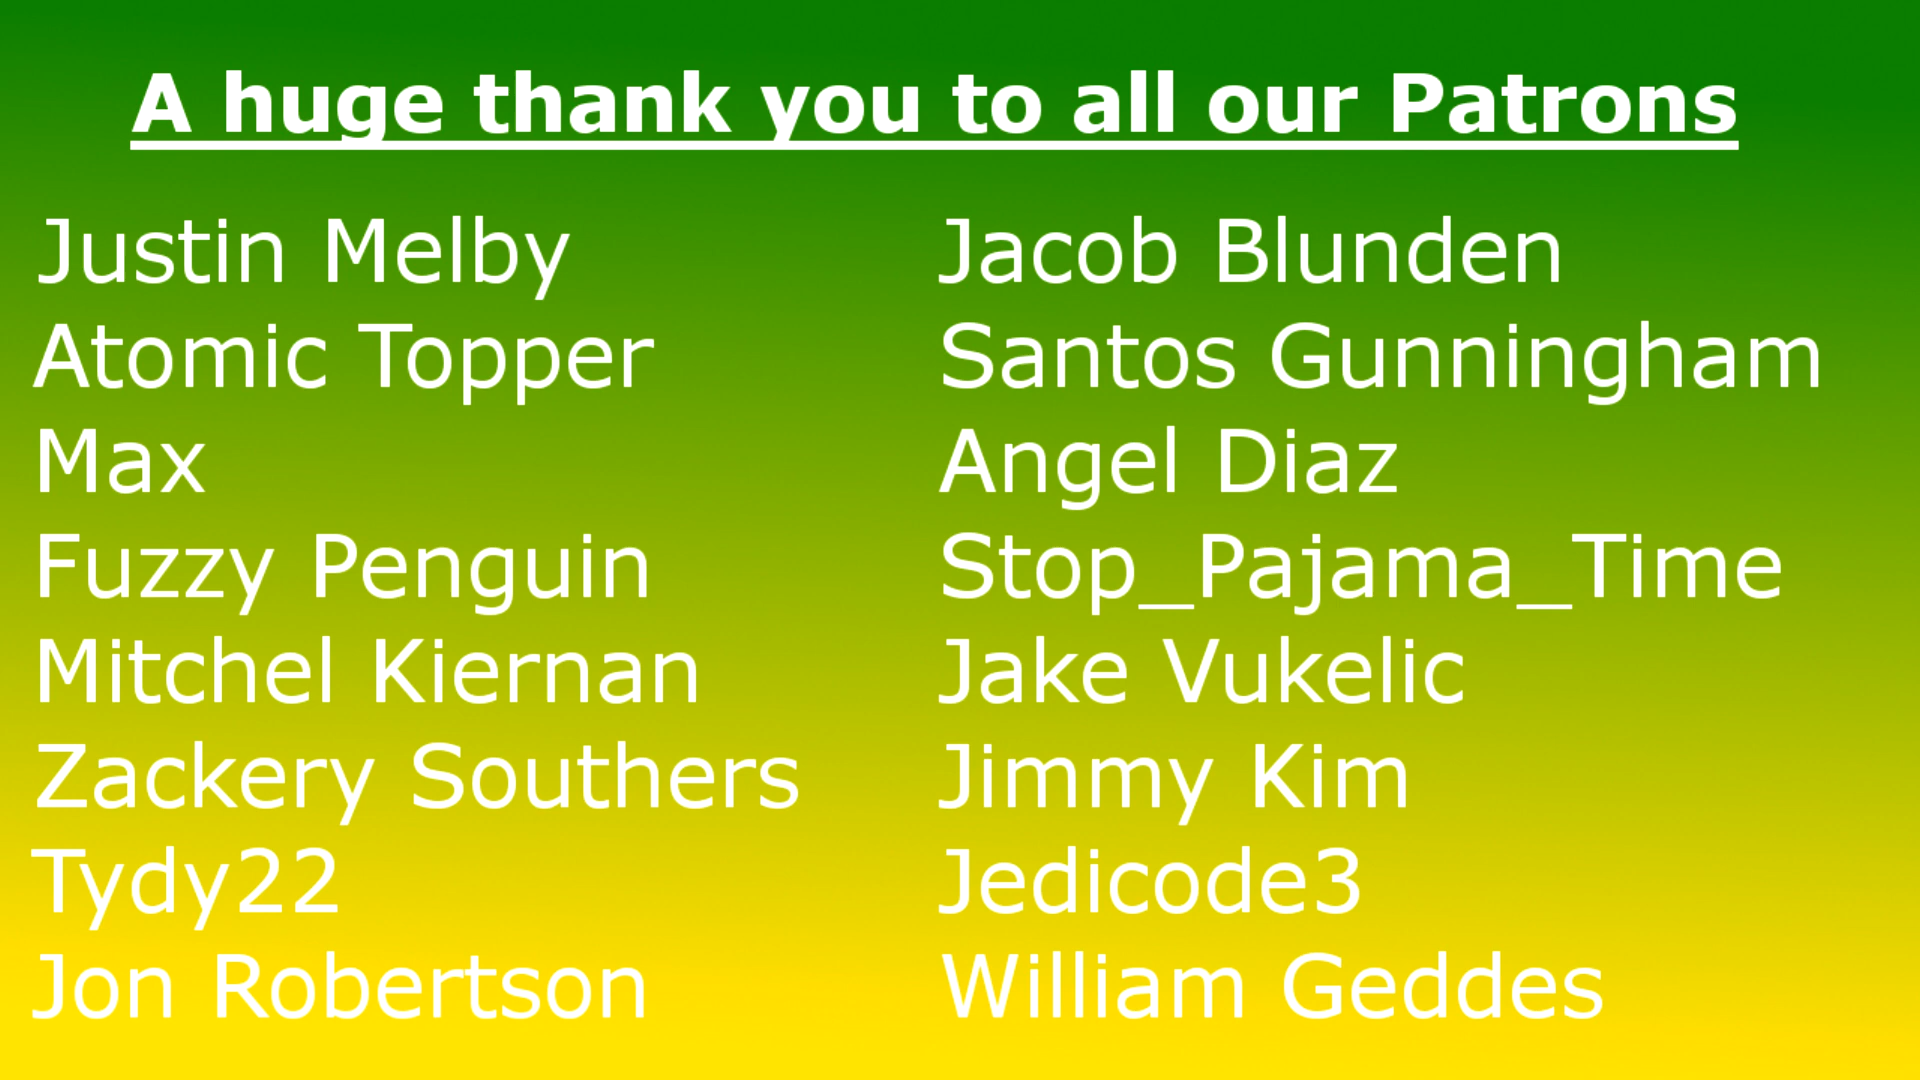 A huge thank you to all our Patrons
Justin Melby
Atomic Topper
Max
Fuzzy Penguin
Mitchel Kiernan
Zackery Southers
Tydy22
Jon Robertson
Jacob Blunden
Santos Gunningham
Angel Diaz
Stop_Pajama_Time
Jake Vukelic
Jimmy Kim
Jedicode3
William Geddes